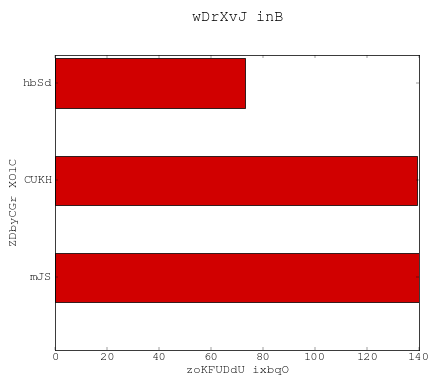 wDrXvJ inB
hbSd
CUKH
mJS
ZDbyCGr XOlC
0 20 40 60 80 100 120 140
zoKFUDdU ixbqO